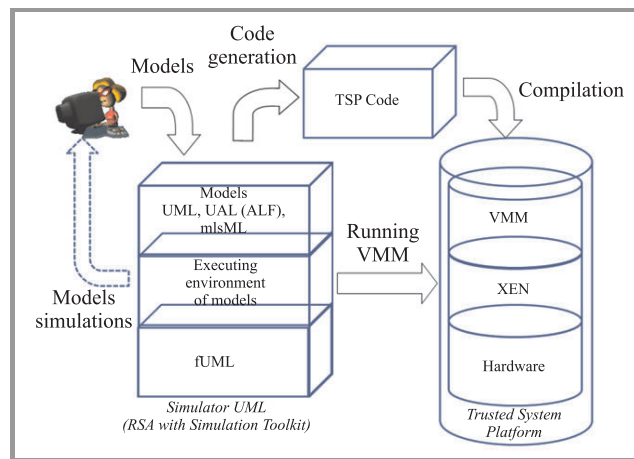 Models
Code
generation
TSP Code
Compilation
Models
UML, UAL (ALF),
mlsML
Executing
environment
of models
fUML
Models
simulations
Running
VMM
VMM
XEN
Hardware
Simulator UML
(RSA with Simulation Toolkit)
Trusted System
Platform